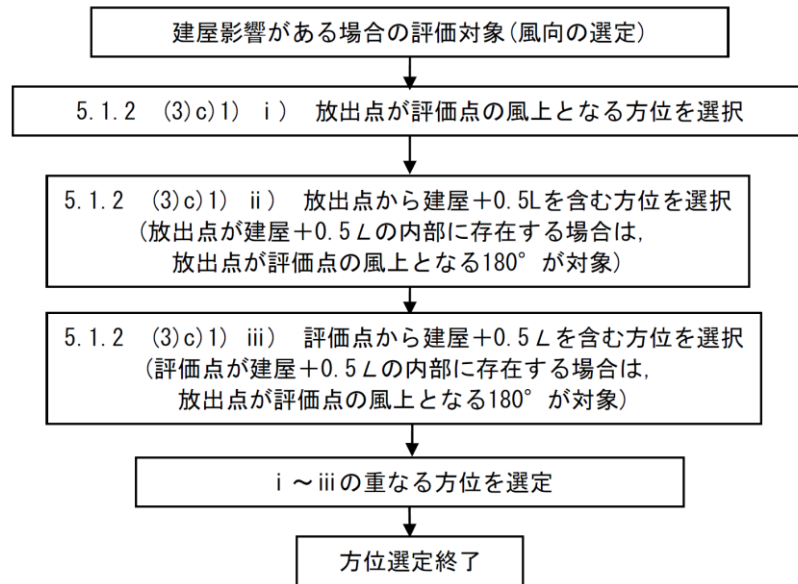 建屋影響がある場合の評価対象(風向の選定)
5.1.2 (3)c)1) ⅰ) 放出点が評価点の風上となる方位を選択
5.1.2 (3)c)1) ⅱ) 放出点から建屋+0.5Lを含む方位を選択
(放出点が建屋+0.5Lの内部に存在する場合は,
放出点が評価点の風上となる180°が対象)
5.1.2 (3)c)1) ⅲ) 評価点から建屋+0.5Lを含む方位を選択
(評価点が建屋+0.5Lの内部に存在する場合は,
放出点が評価点の風上となる180°が対象)
ⅰ~ⅲの重なる方位を選定
方位選定終了